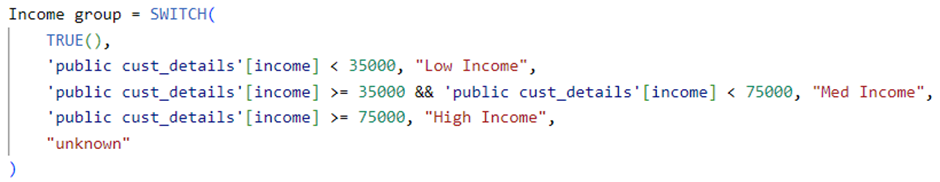 Income group = SWITCH(
TRUE(),
'public cust_details'[income] < 35000, "Low Income",
'public cust_details'[income] >= 35000 && 'public cust_details'[income] < 75000, "Med Income",
'public cust_details'[income] >= 75000, "High Income",
"unknown"
)